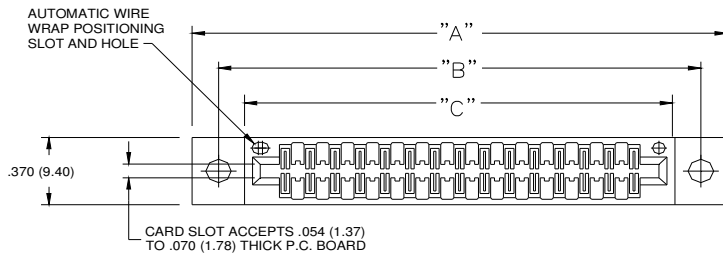 AUTOMATIC WIRE
WRAP POSITIONING
SLOT AND HOLE
"A"
"B"
"C"
.370 (9.40)
CARD SLOT ACCEPTS .054 (1.37)
TO .070 (1.78) THICK P.C. BOARD